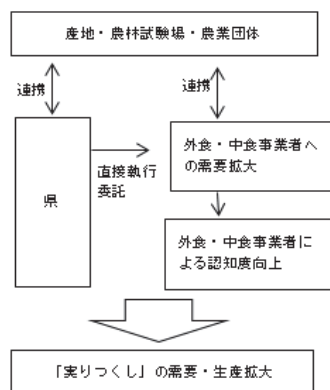 産地・農林試験場・農業団体
連携
連携
県
直接執行
委託
外食・中食事業者へ
の需要拡大
外食・中食事業者に
よる認知度向上
「実りつくし」の需要・生産拡大